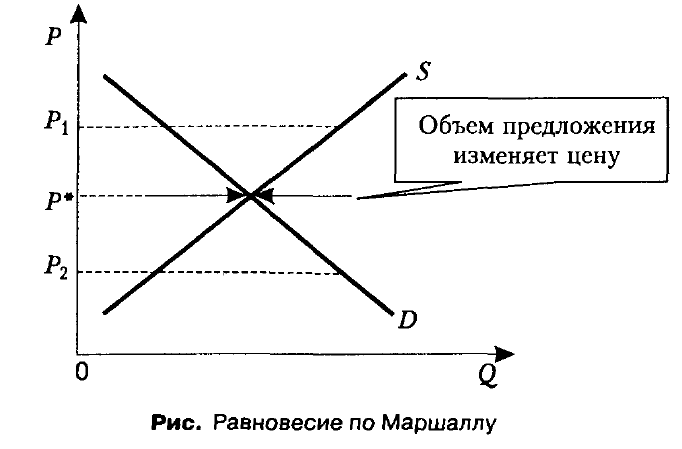 P
S
P₁
Объем предложения
изменяет цену
P*
P₂
D
0
Q
Рис. Равновесие по Маршаллу